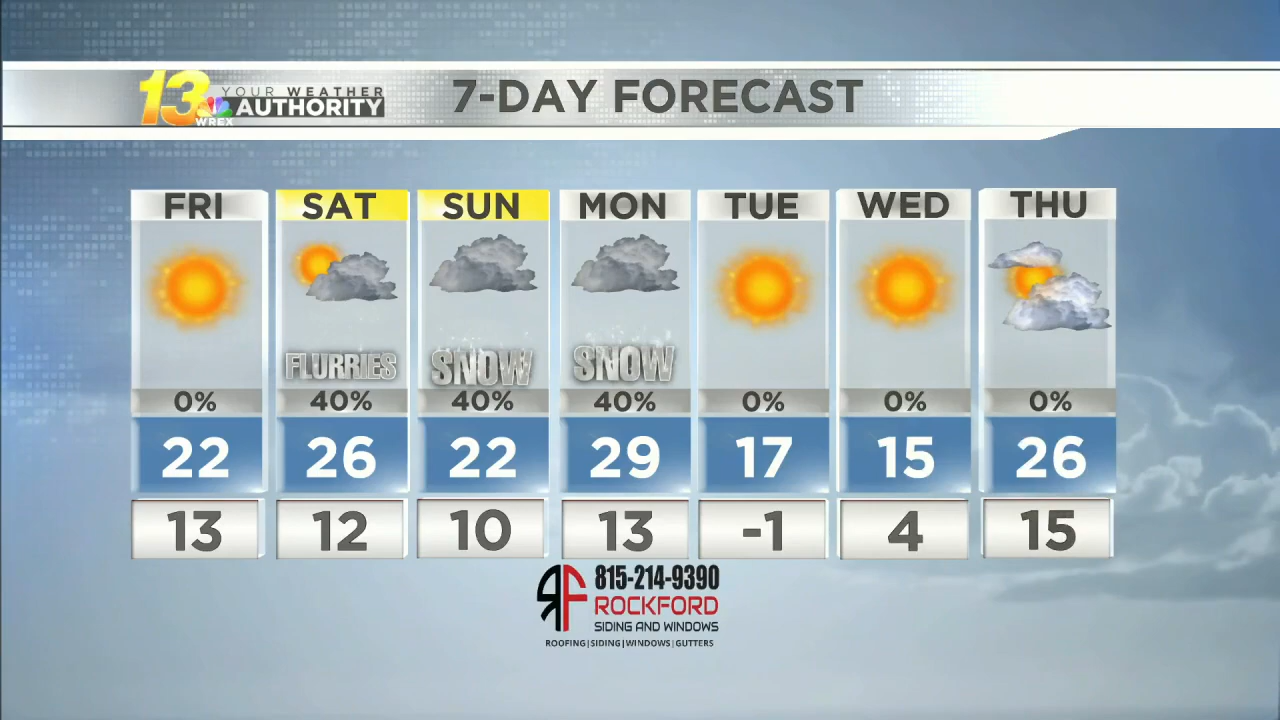 13 YOUR WEATHER
WREX AUTHORITY
7-DAY FORECAST
FRI SAT SUN MON TUE WED THU
FLURRIES SNOW SNOW
0% 40% 40% 40% 0% 0% 0%
22 26 22 29 17 15 26
13 12 10 13 -1 4 15
RF 815-214-9390
ROCKFORD
SIDING AND WINDOWS
ROOFING|SIDING|WINDOWS|GUTTERS